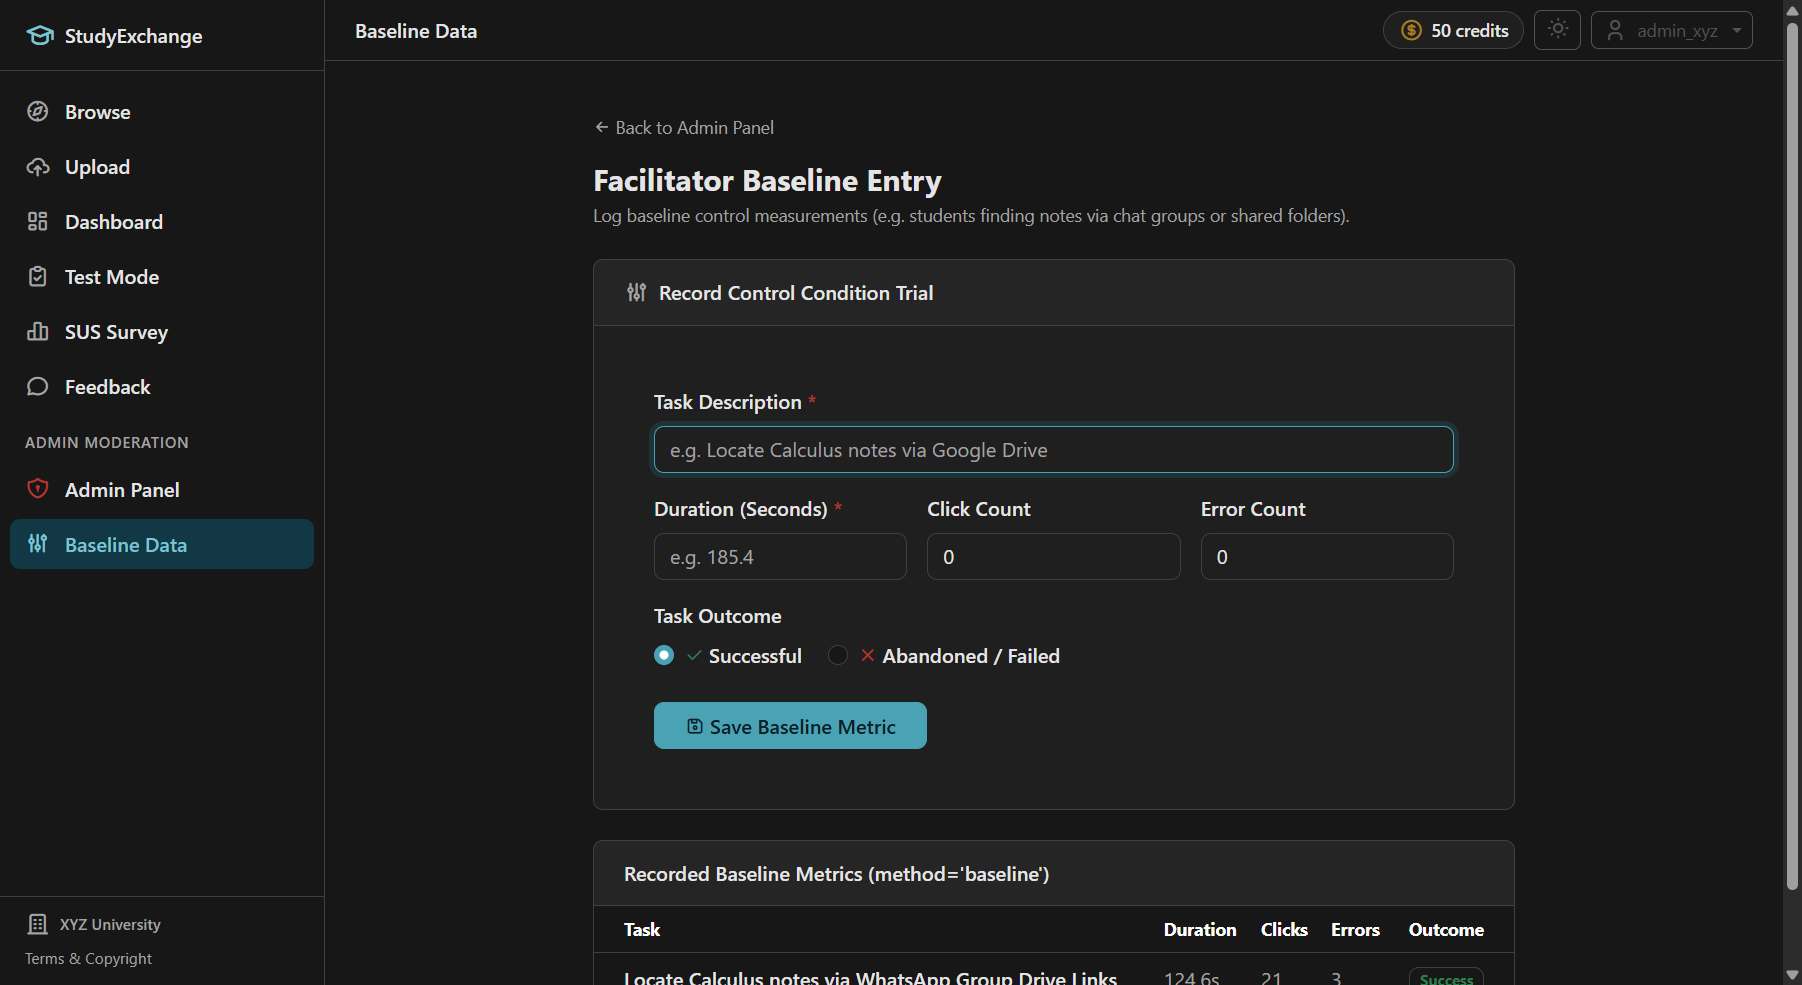 StudyExchange
Browse
Upload
Dashboard
Test Mode
SUS Survey
Feedback
ADMIN MODERATION
Admin Panel
Baseline Data
XYZ University
Terms & Copyright
Baseline Data
50 credits
admin_xyz
← Back to Admin Panel
Facilitator Baseline Entry
Log baseline control measurements (e.g. students finding notes via chat groups or shared folders).
Record Control Condition Trial
Task Description *
e.g. Locate Calculus notes via Google Drive
Duration (Seconds) * Click Count Error Count
e.g. 185.4 0 0
Task Outcome
Successful Abandoned / Failed
Save Baseline Metric
Recorded Baseline Metrics (method='baseline')
Task Duration Clicks Errors Outcome
Locate Calculus notes via WhatsApp Group Drive Links 124.6s 21 3 Success